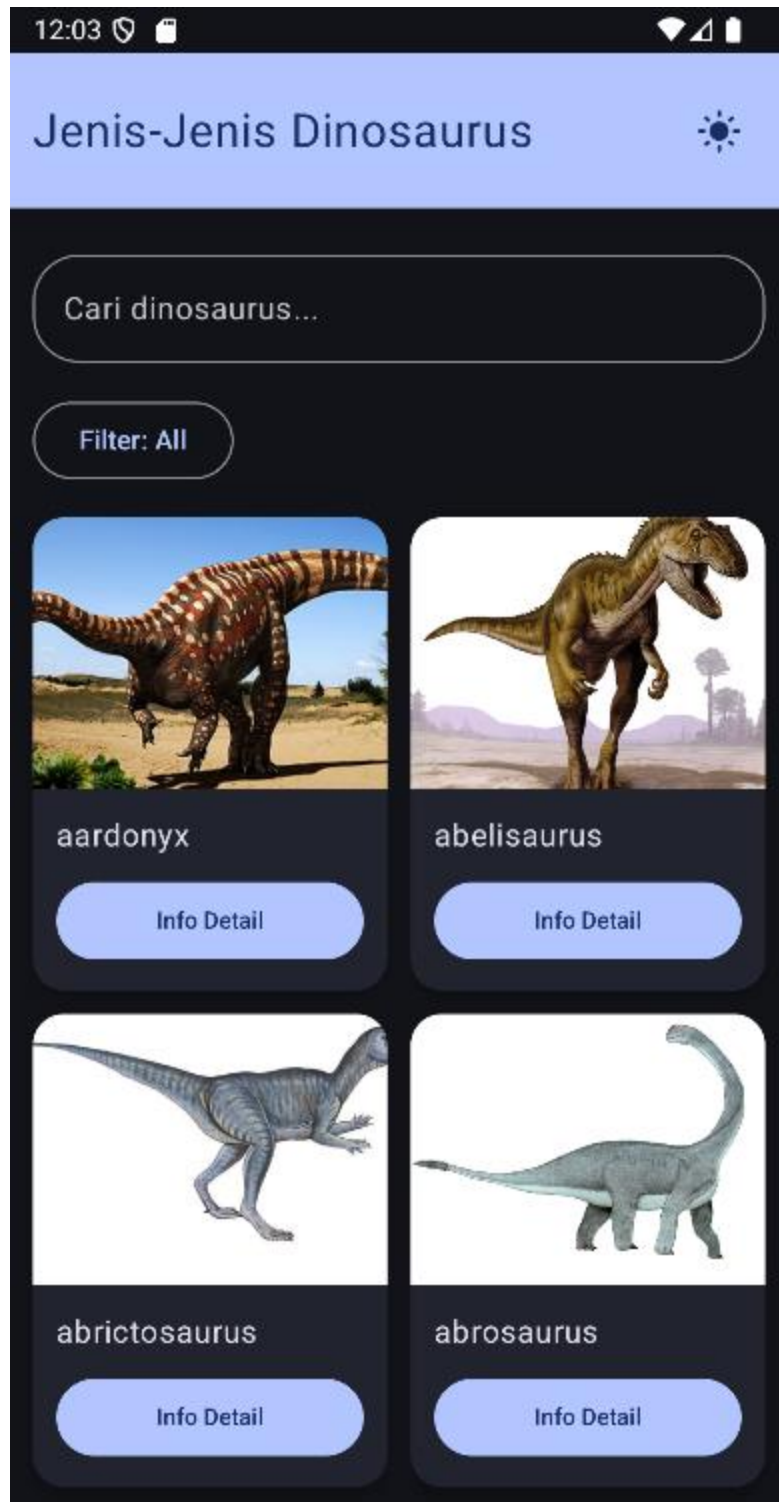 12:03
Jenis-Jenis Dinosaurus
Cari dinosaurus...
Filter: All
aardonyx
Info Detail
abelisaurus
Info Detail
abrictosaurus
Info Detail
abrosaurus
Info Detail